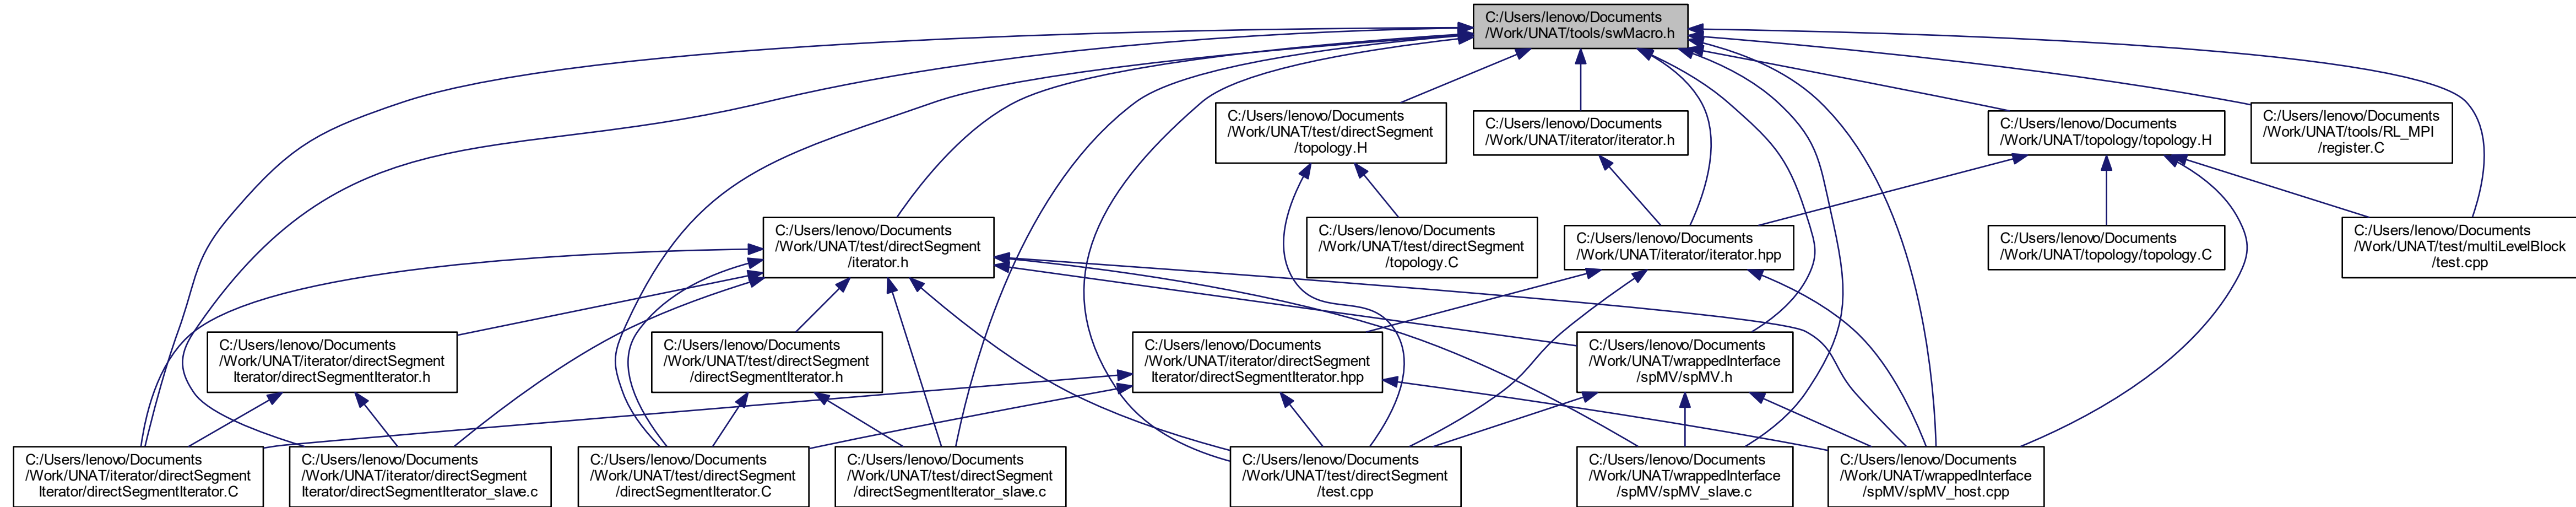 C:/Users/lenovo/Documents
/Work/UNAT/tools/swMacro.h
C:/Users/lenovo/Documents
/Work/UNAT/test/directSegment
/topology.H
C:/Users/lenovo/Documents
/Work/UNAT/iterator/iterator.h
C:/Users/lenovo/Documents
/Work/UNAT/topology/topology.H
C:/Users/lenovo/Documents
/Work/UNAT/tools/RL_MPI
/register.C
C:/Users/lenovo/Documents
/Work/UNAT/test/directSegment
/iterator.h
C:/Users/lenovo/Documents
/Work/UNAT/test/directSegment
/topology.C
C:/Users/lenovo/Documents
/Work/UNAT/iterator/iterator.hpp
C:/Users/lenovo/Documents
/Work/UNAT/topology/topology.C
C:/Users/lenovo/Documents
/Work/UNAT/test/multiLevelBlock
/test.cpp
C:/Users/lenovo/Documents
/Work/UNAT/iterator/directSegment
Iterator/directSegmentIterator.h
C:/Users/lenovo/Documents
/Work/UNAT/test/directSegment
/directSegmentIterator.h
C:/Users/lenovo/Documents
/Work/UNAT/iterator/directSegment
Iterator/directSegmentIterator.hpp
C:/Users/lenovo/Documents
/Work/UNAT/wrappedInterface
/spMV/spMV.h
C:/Users/lenovo/Documents
/Work/UNAT/iterator/directSegment
Iterator/directSegmentIterator.C
C:/Users/lenovo/Documents
/Work/UNAT/iterator/directSegment
Iterator/directSegmentIterator_slave.c
C:/Users/lenovo/Documents
/Work/UNAT/test/directSegment
/directSegmentIterator.C
C:/Users/lenovo/Documents
/Work/UNAT/test/directSegment
/directSegmentIterator_slave.c
C:/Users/lenovo/Documents
/Work/UNAT/test/directSegment
/test.cpp
C:/Users/lenovo/Documents
/Work/UNAT/wrappedInterface
/spMV/spMV_slave.c
C:/Users/lenovo/Documents
/Work/UNAT/wrappedInterface
/spMV/spMV_host.cpp